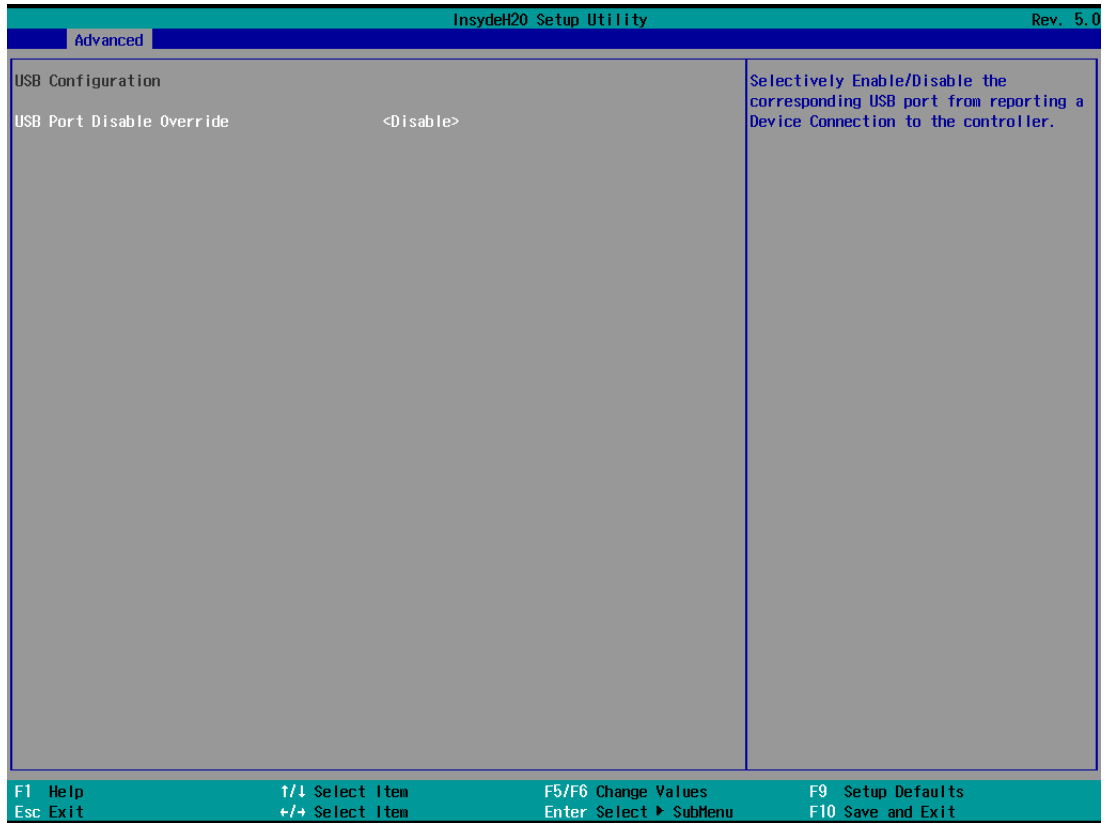 InsydeH20 Setup Utility Rev. 5.0
Advanced
USB Configuration
USB Port Disable Override <Disable>
Selectively Enable/Disable the
corresponding USB port from reporting a
Device Connection to the controller.
F1 Help ↑/↓ Select Item F5/F6 Change Values F9 Setup Defaults
Esc Exit ←/→ Select Item Enter Select ▶ SubMenu F10 Save and Exit